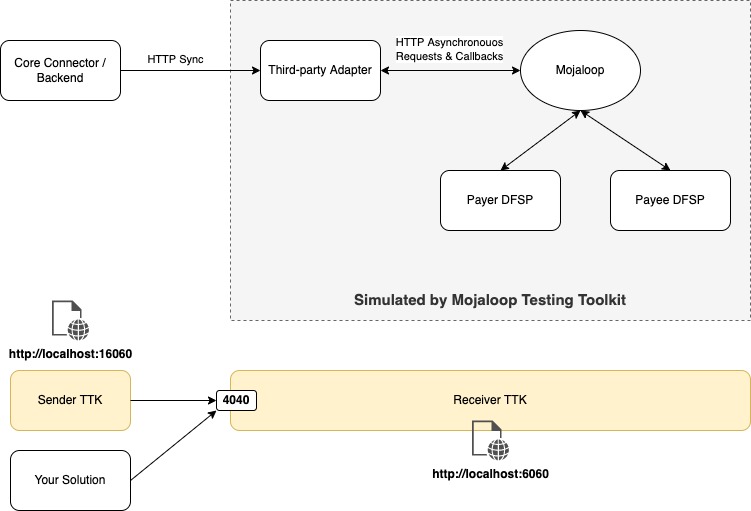 Core Connector /
Backend
HTTP Sync
Third-party Adapter
HTTP Asynchronouos
Requests & Callbacks
Mojaloop
Payer DFSP
Payee DFSP
Simulated by Mojaloop Testing Toolkit
http://localhost:16060
Sender TTK
4040
Receiver TTK
http://localhost:6060
Your Solution